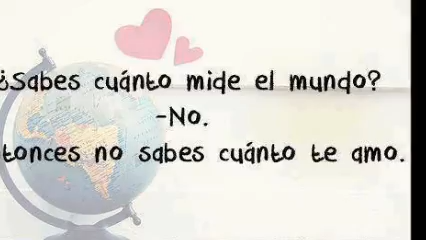 ¿Sabes cuánto mide el mundo?
-No.
tonces no sabes cuánto te amo.